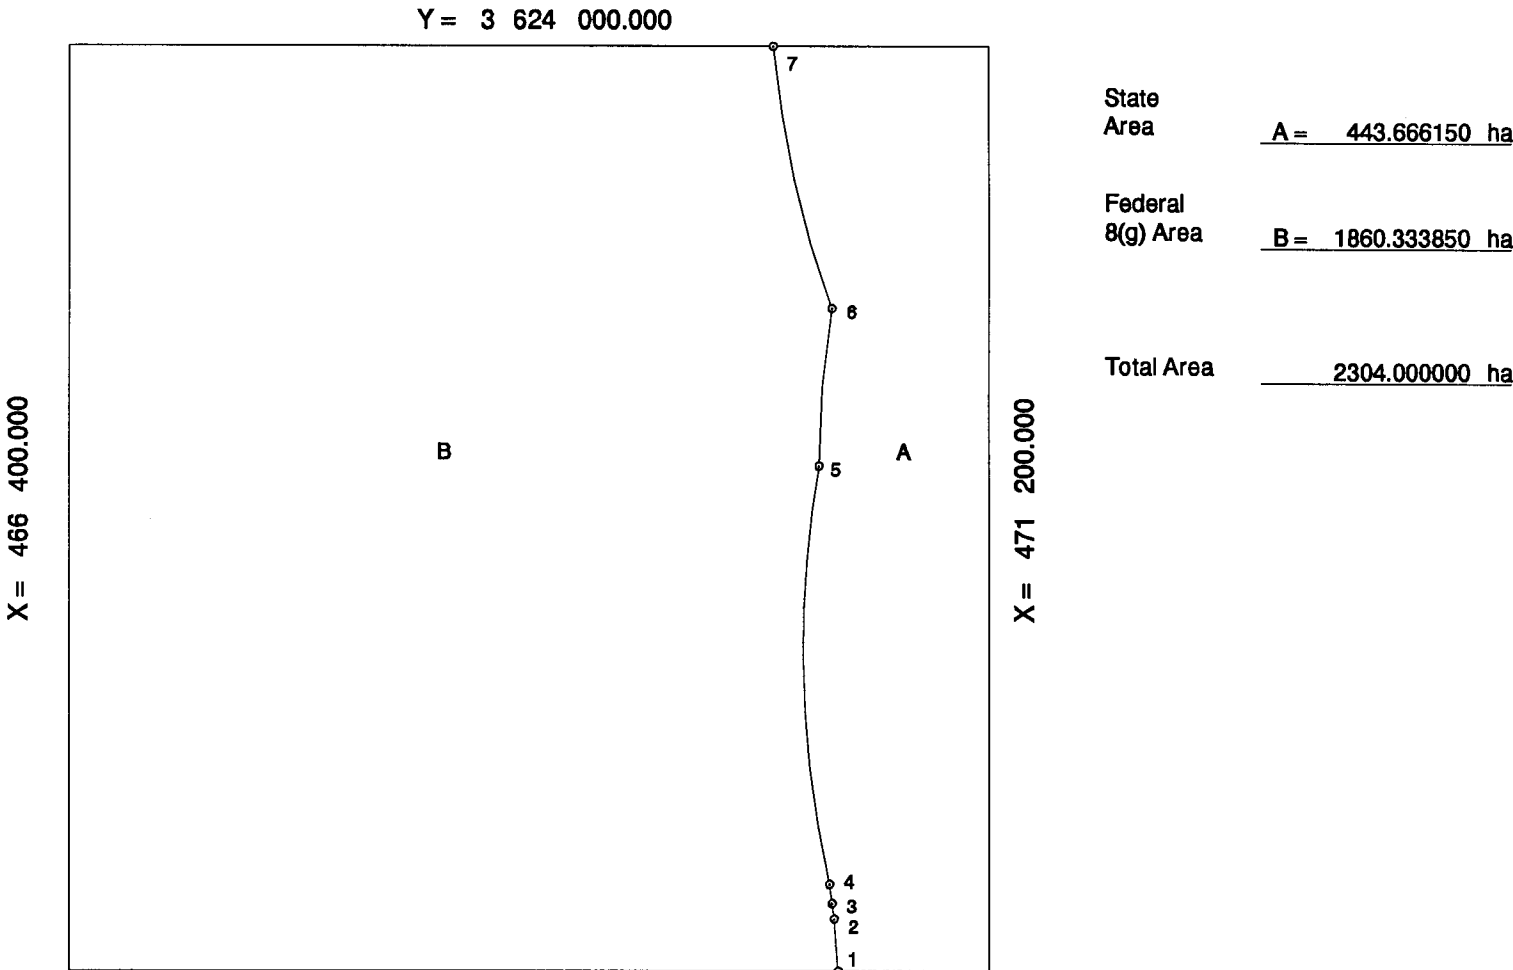 Y = 3 624 000.000
7
State
Area A = 443.666150 ha
Federal
8(g) Area B = 1860.333850 ha
6
Total Area 2304.000000 ha
X = 466 400.000
B
5
A
X = 471 200.000
4
3
2
1